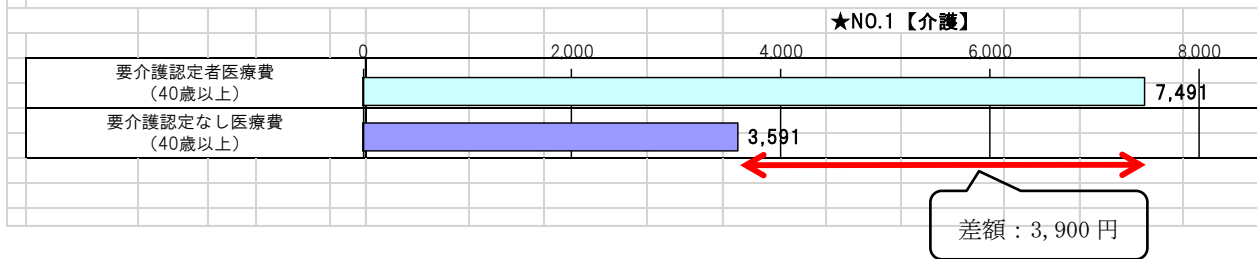 ★NO.1【介護】
0 2,000 4,000 6,000 8,000
要介護認定者医療費
(40歳以上)
7,491
要介護認定なし医療費
(40歳以上)
3,591
差額：3,900 円